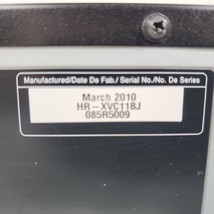 Manufactured/Date De Fab./ Serial No./No. De Series
March 2010
HR-XVC11BJ
085R5009